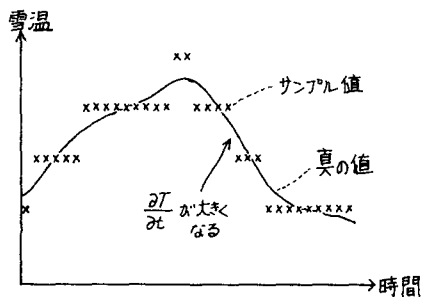 雪温
サンプル値
真の値
∂T/∂t が大きく
なる
時間